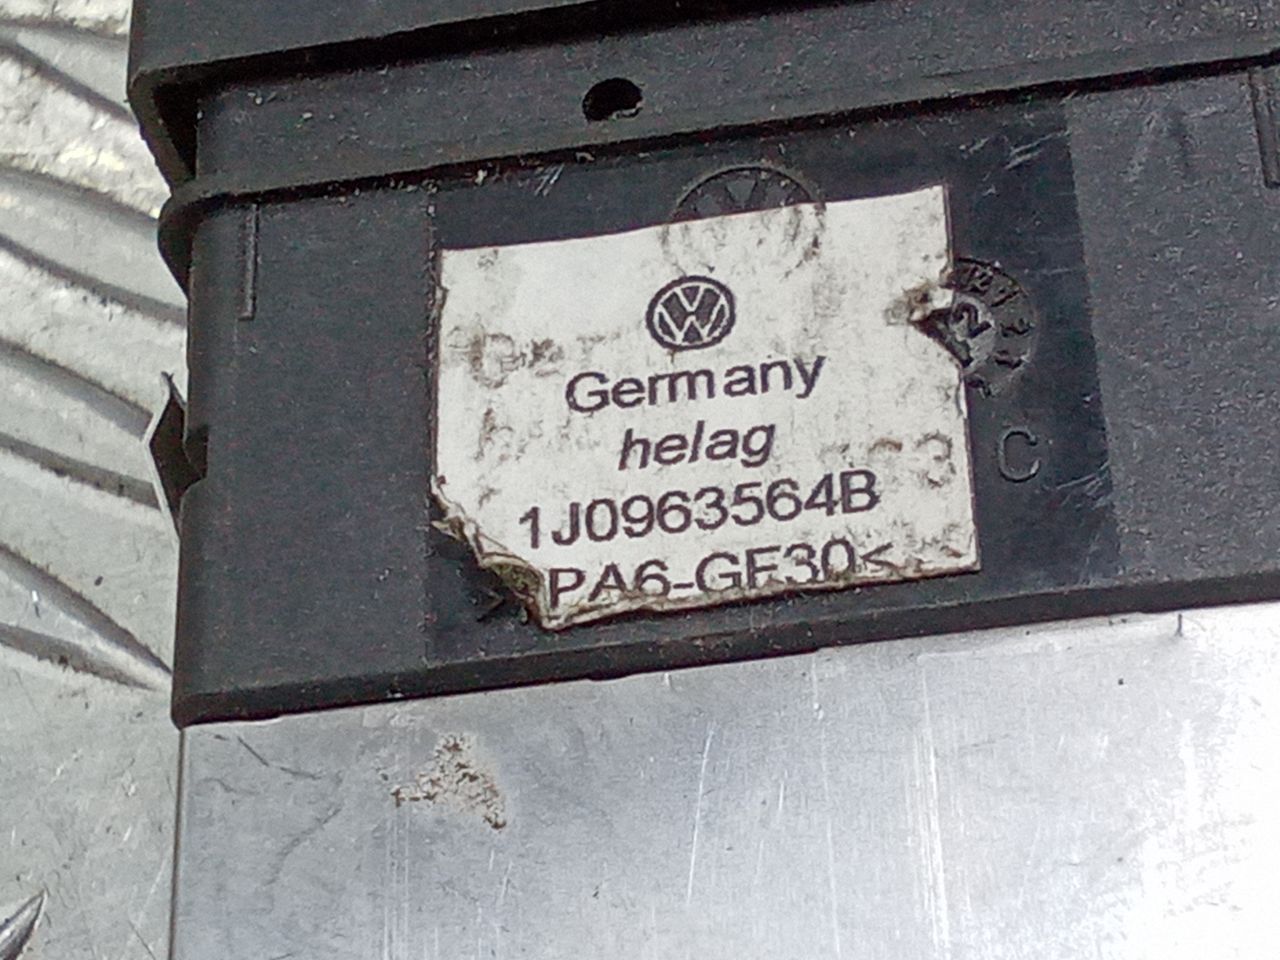 Germany
helag
1J0963564B
PA6-GF30<
C